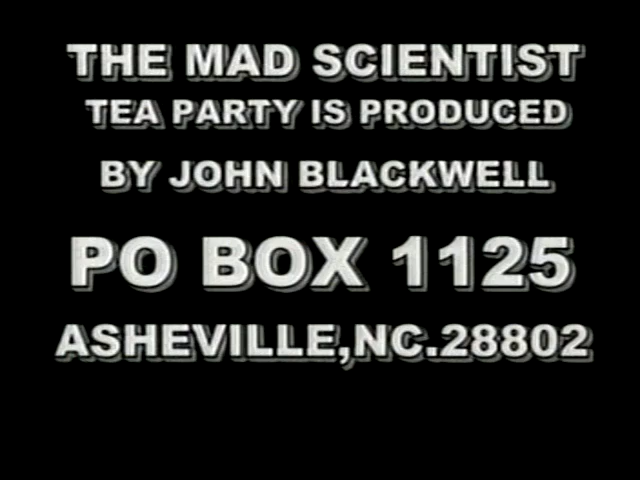 THE MAD SCIENTIST
TEA PARTY IS PRODUCED
BY JOHN BLACKWELL
PO BOX 1125
ASHEVILLE,NC.28802